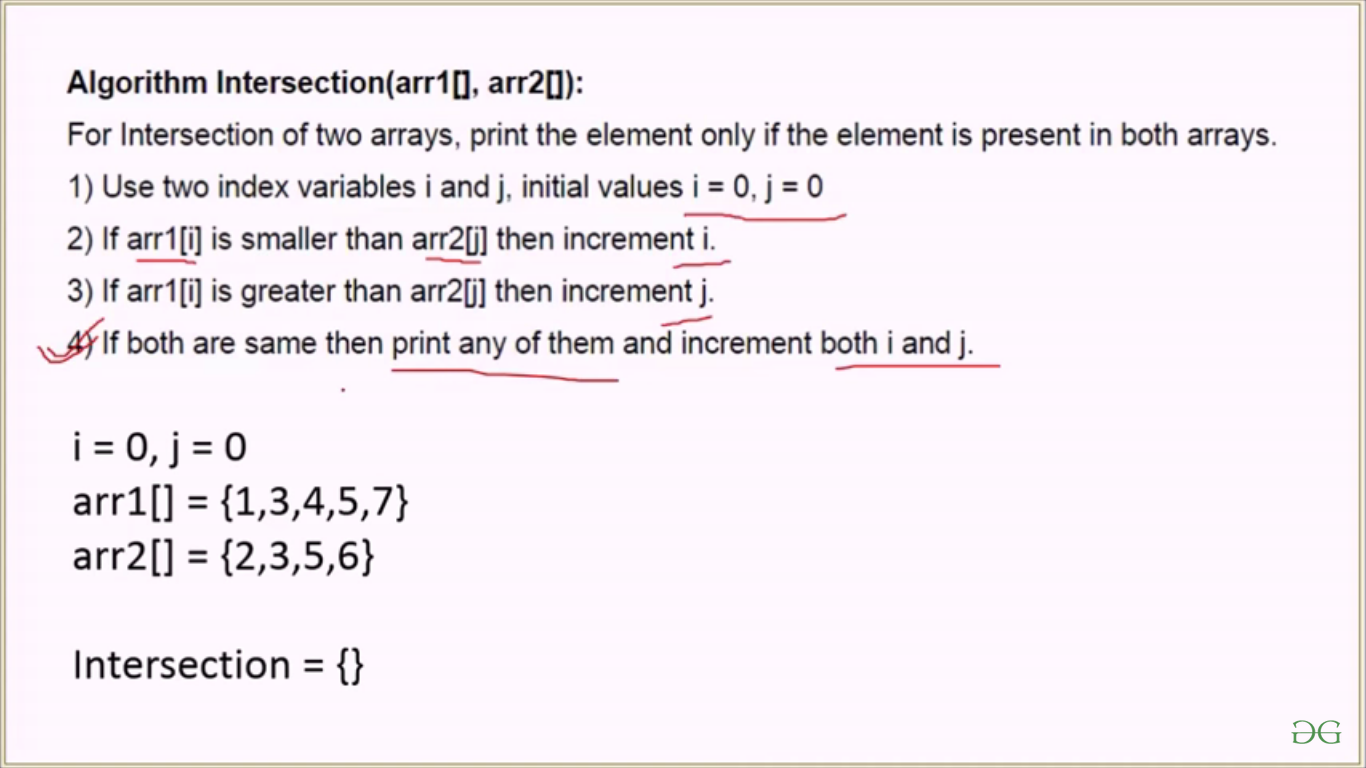 Algorithm Intersection(arr1[], arr2[]):
For Intersection of two arrays, print the element only if the element is present in both arrays.
1) Use two index variables i and j, initial values i = 0, j = 0
2) If arr1[i] is smaller than arr2[j] then increment i.
3) If arr1[i] is greater than arr2[j] then increment j.
4) If both are same then print any of them and increment both i and j.
i = 0, j = 0
arr1[] = {1,3,4,5,7}
arr2[] = {2,3,5,6}
Intersection = {}